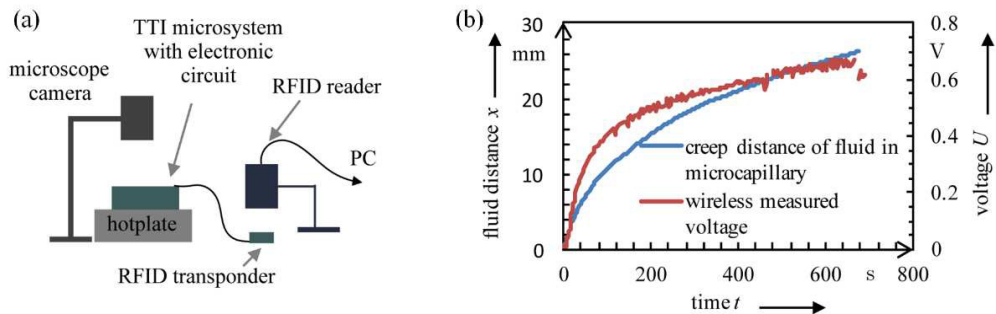 (a)
TTI microsystem
with electronic
circuit
microscope
camera
RFID reader
PC
hotplate
RFID transponder
(b)
fluid distance x
30
mm
20
10
0
0.8
V
0.6
0.4
0.2
0
voltage U
creep distance of fluid in
microcapillary
wireless measured
voltage
0
200
400
600
s
800
time t